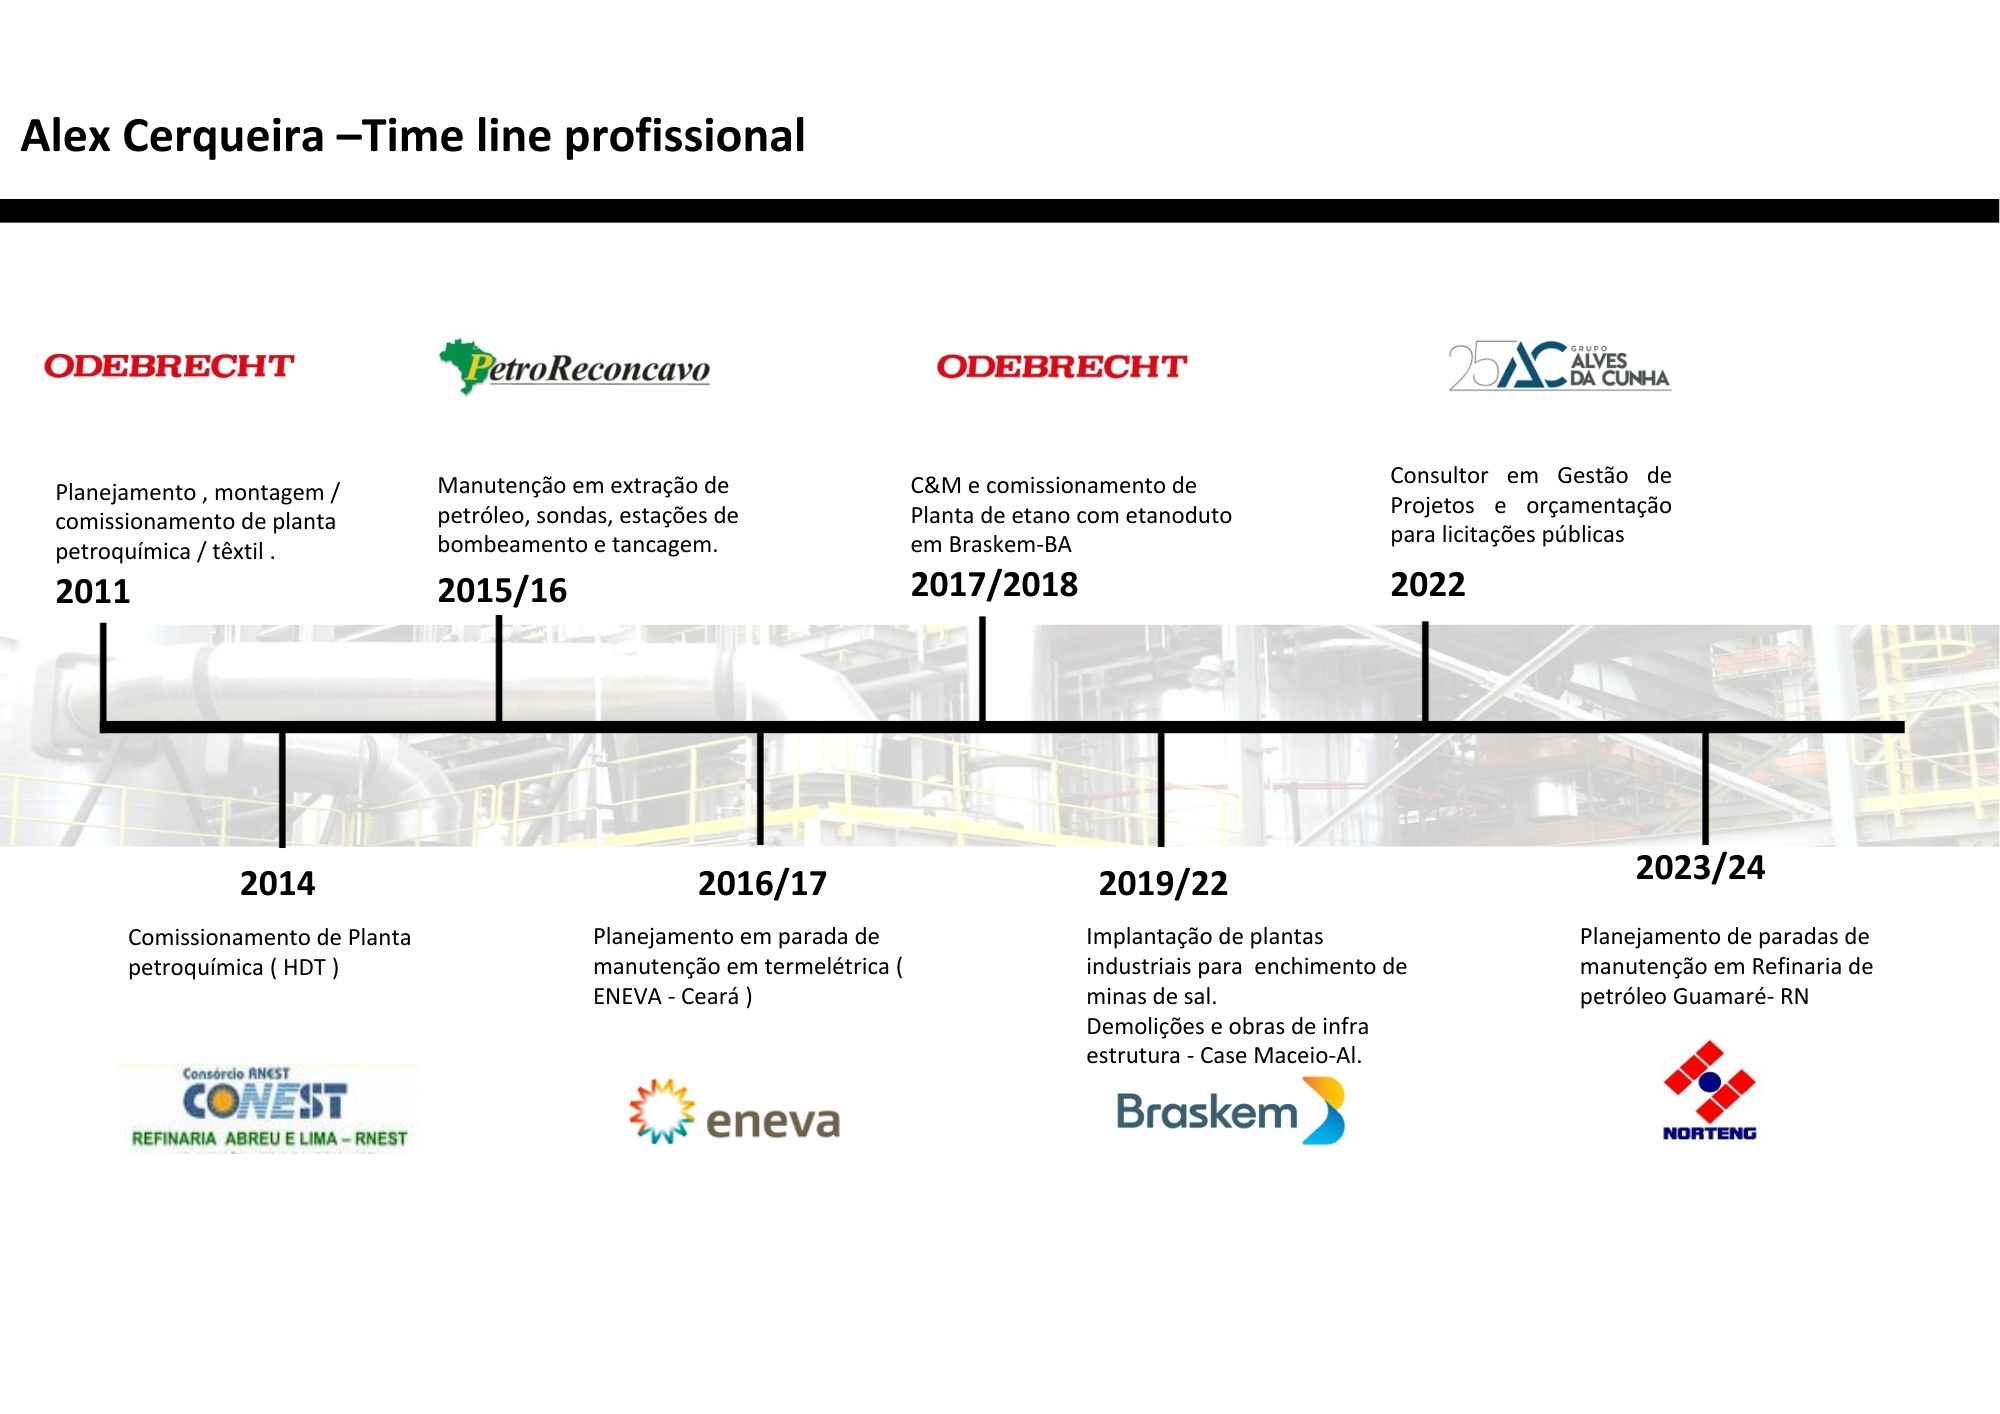 Alex Cerqueira –Time line profissional
ODEBRECHT
Planejamento , montagem /
comissionamento de planta
petroquímica / têxtil .
2011
PetroReconcavo
Manutenção em extração de
petróleo, sondas, estações de
bombeamento e tancagem.
2015/16
ODEBRECHT
C&M e comissionamento de
Planta de etano com etanoduto
em Braskem-BA
2017/2018
25 AC GRUPO
ALVES
DA CUNHA
Consultor em Gestão de
Projetos e orçamentação
para licitações públicas
2022
2014
Comissionamento de Planta
petroquímica ( HDT )
Consórcio RNEST
CONEST
REFINARIA ABREU E LIMA – RNEST
2016/17
Planejamento em parada de
manutenção em termelétrica (
ENEVA - Ceará )
eneva
2019/22
Implantação de plantas
industriais para enchimento de
minas de sal.
Demolições e obras de infra
estrutura - Case Maceio-Al.
Braskem
2023/24
Planejamento de paradas de
manutenção em Refinaria de
petróleo Guamaré- RN
NORTENG